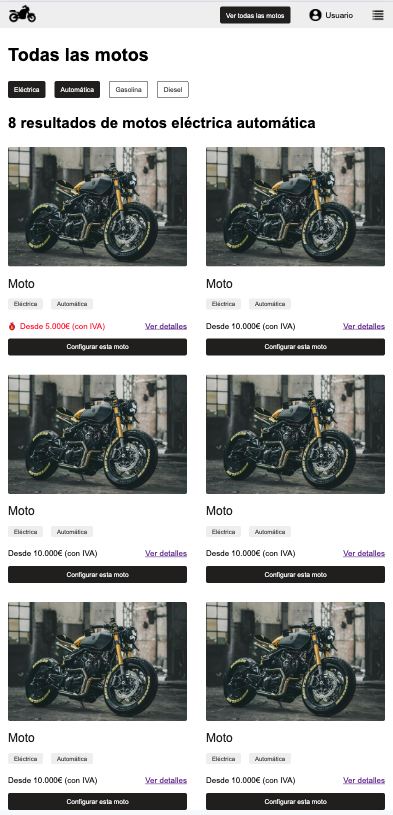 Ver todas las motos Usuario
Todas las motos
Eléctrica Automática Gasolina Diesel
8 resultados de motos eléctrica automática
Moto Moto
Eléctrica Automática Eléctrica Automática
Desde 5.000€ (con IVA) Ver detalles Desde 10.000€ (con IVA) Ver detalles
Configurar esta moto Configurar esta moto
Moto Moto
Eléctrica Automática Eléctrica Automática
Desde 10.000€ (con IVA) Ver detalles Desde 10.000€ (con IVA) Ver detalles
Configurar esta moto Configurar esta moto
Moto Moto
Eléctrica Automática Eléctrica Automática
Desde 10.000€ (con IVA) Ver detalles Desde 10.000€ (con IVA) Ver detalles
Configurar esta moto Configurar esta moto